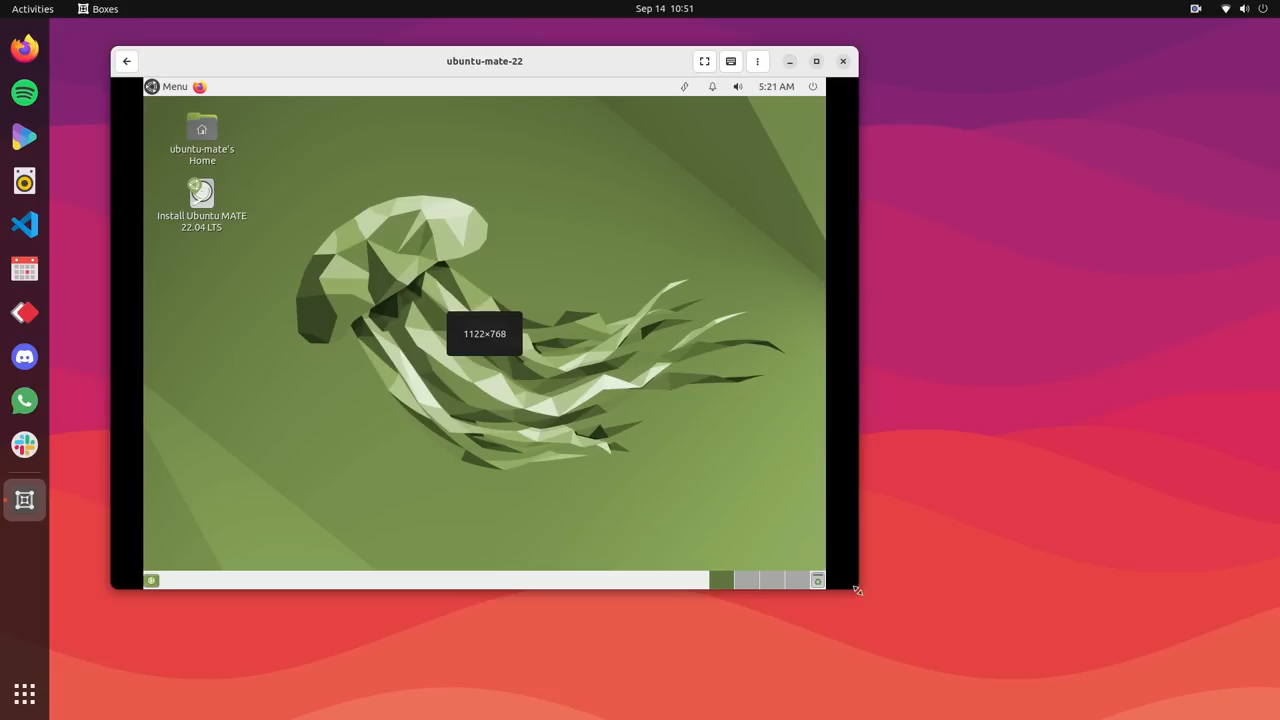 Activities
Boxes
Sep 14 10:51
ubuntu-mate-22
Menu
5:21 AM
ubuntu-mate's
Home
Install Ubuntu MATE
22.04 LTS
1122×768